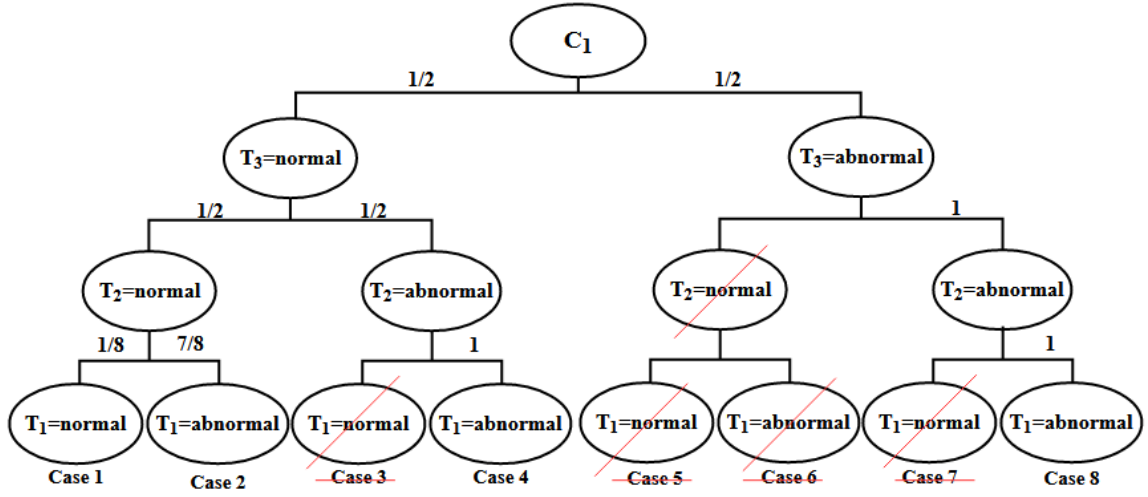 C1
1/2 1/2
T3=normal T3=abnormal
1/2 1/2 1
T2=normal T2=abnormal T2=normal T2=abnormal
1/8 7/8 1 1
T1=normal T1=abnormal T1=normal T1=abnormal T1=normal T1=abnormal T1=normal T1=abnormal
Case 1 Case 2 Case 3 Case 4 Case 5 Case 6 Case 7 Case 8